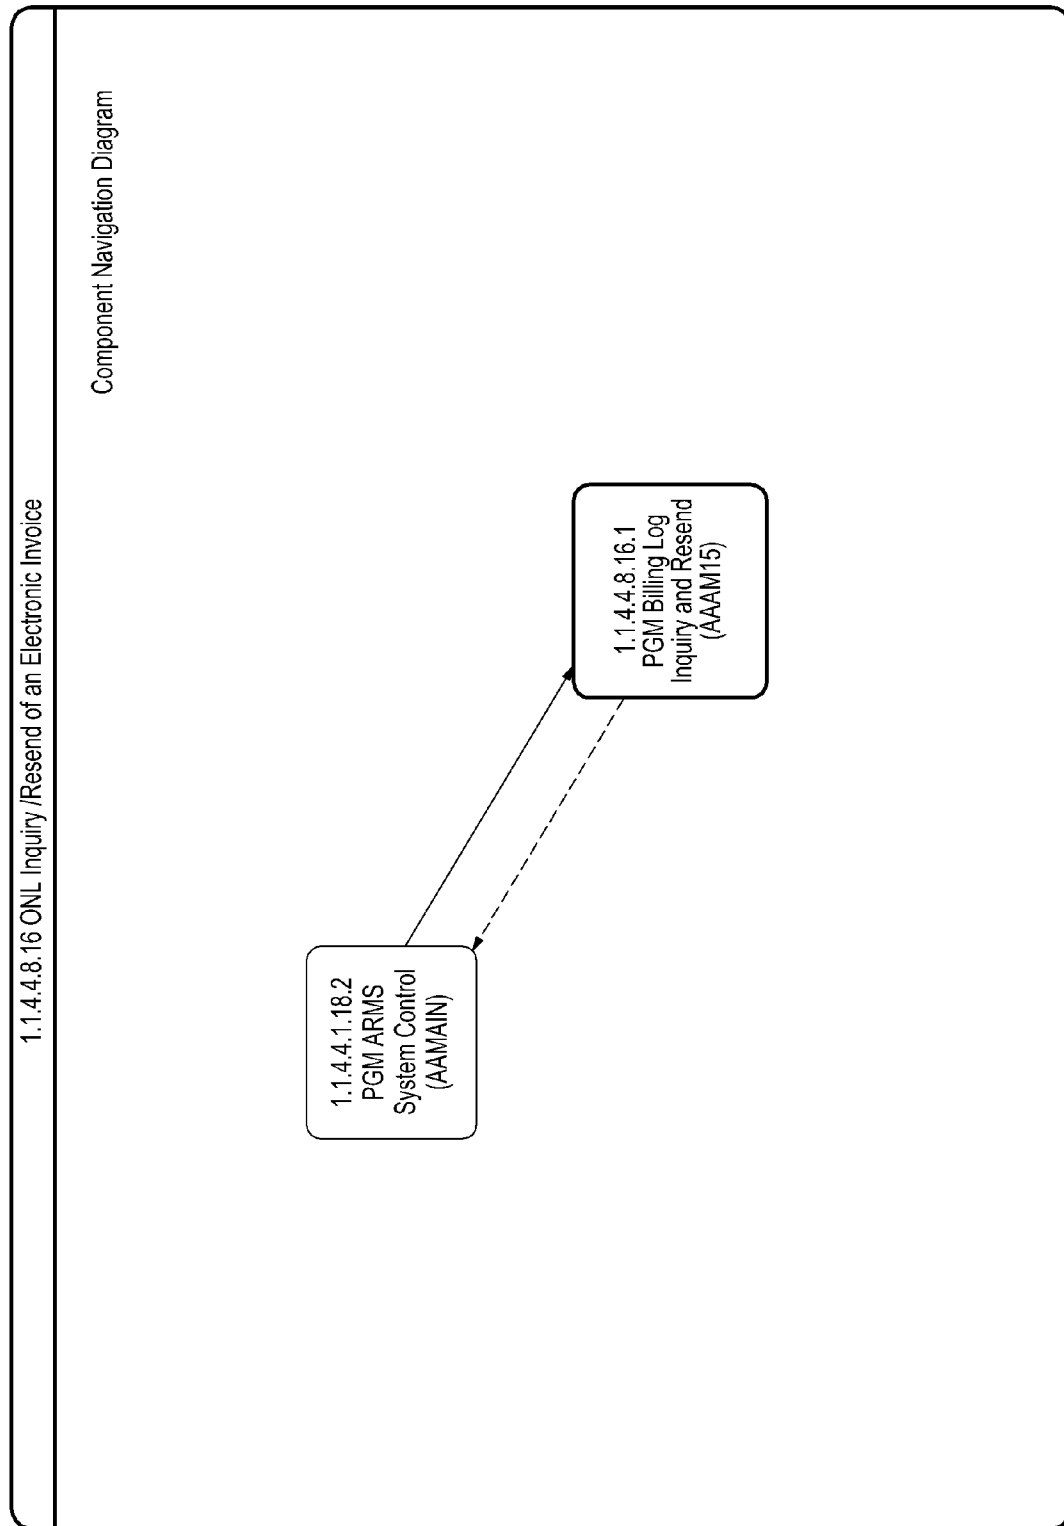 1.1.4.4.8.16 ONL Inquiry /Resend of an Electronic Invoice
Component Navigation Diagram
1.1.4.4.1.18.2
PGM ARMS
System Control
(AAMAIN)
1.1.4.4.8.16.1
PGM Billing Log
Inquiry and Resend
(AAAM15)